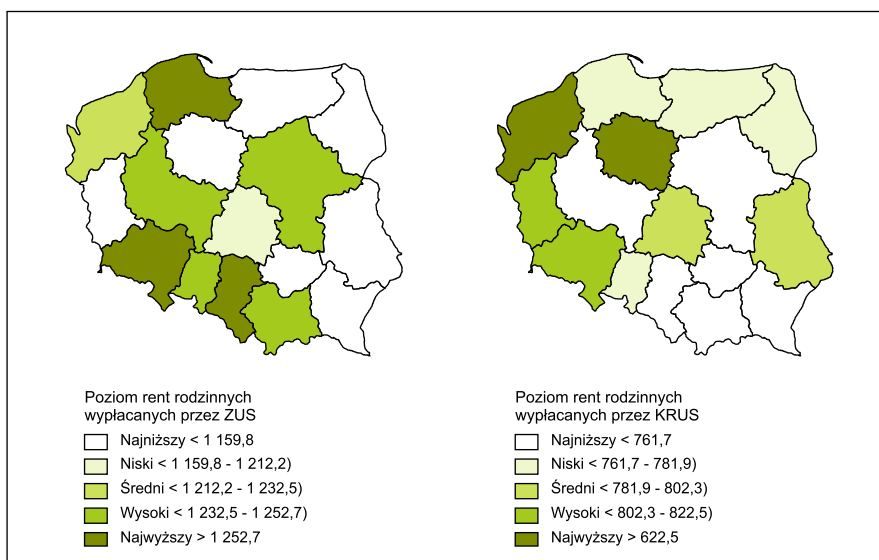 Poziom rent rodzinnych
wypłacanych przez ZUS
Najniższy < 1 159,8
Niski < 1 159,8 - 1 212,2)
Średni < 1 212,2 - 1 232,5)
Wysoki < 1 232,5 - 1 252,7)
Najwyższy > 1 252,7
Poziom rent rodzinnych
wypłacanych przez KRUS
Najniższy < 761,7
Niski < 761,7 - 781,9)
Średni < 781,9 - 802,3)
Wysoki < 802,3 - 822,5)
Najwyższy > 622,5